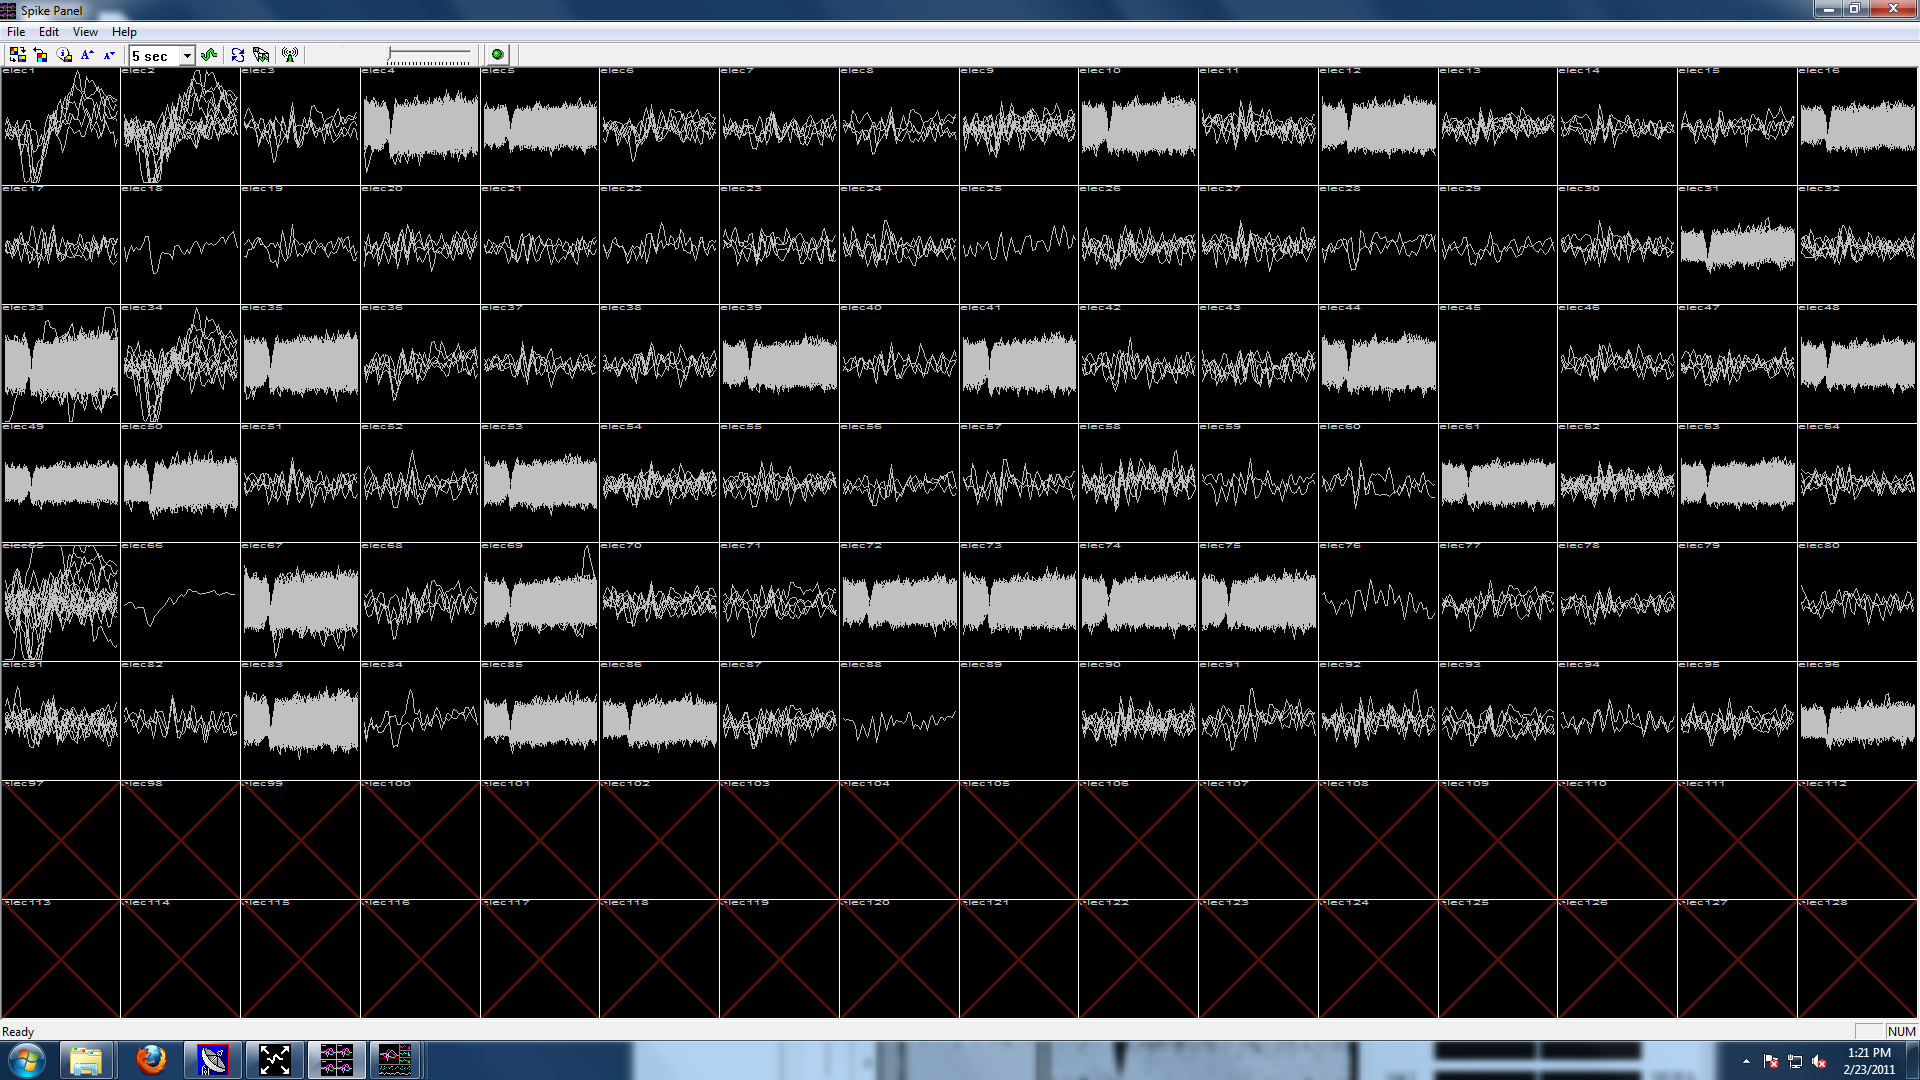 Spike Panel
File Edit View Help
5 sec
elec1 elec2 elec3 elec4 elec5 elec6 elec7 elec8 elec9 elec10 elec11 elec12 elec13 elec14 elec15 elec16
elec17 elec18 elec19 elec20 elec21 elec22 elec23 elec24 elec25 elec26 elec27 elec28 elec29 elec30 elec31 elec32
elec33 elec34 elec35 elec36 elec37 elec38 elec39 elec40 elec41 elec42 elec43 elec44 elec45 elec46 elec47 elec48
elec49 elec50 elec51 elec52 elec53 elec54 elec55 elec56 elec57 elec58 elec59 elec60 elec61 elec62 elec63 elec64
elec65 elec66 elec67 elec68 elec69 elec70 elec71 elec72 elec73 elec74 elec75 elec76 elec77 elec78 elec79 elec80
elec81 elec82 elec83 elec84 elec85 elec86 elec87 elec88 elec89 elec90 elec91 elec92 elec93 elec94 elec95 elec96
elec97 elec98 elec99 elec100 elec101 elec102 elec103 elec104 elec105 elec106 elec107 elec108 elec109 elec110 elec111 elec112
elec113 elec114 elec115 elec116 elec117 elec118 elec119 elec120 elec121 elec122 elec123 elec124 elec125 elec126 elec127 elec128
Ready NUM
1:21 PM
2/23/2011